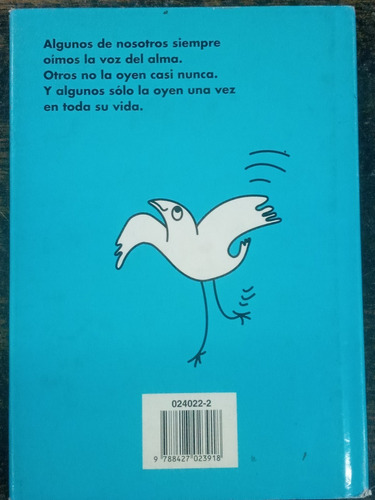 Algunos de nosotros siempre
oimos la voz del alma.
Otros no la oyen casi nunca.
Y algunos sólo la oyen una vez
en toda su vida.
024022-2
9 788427 023918